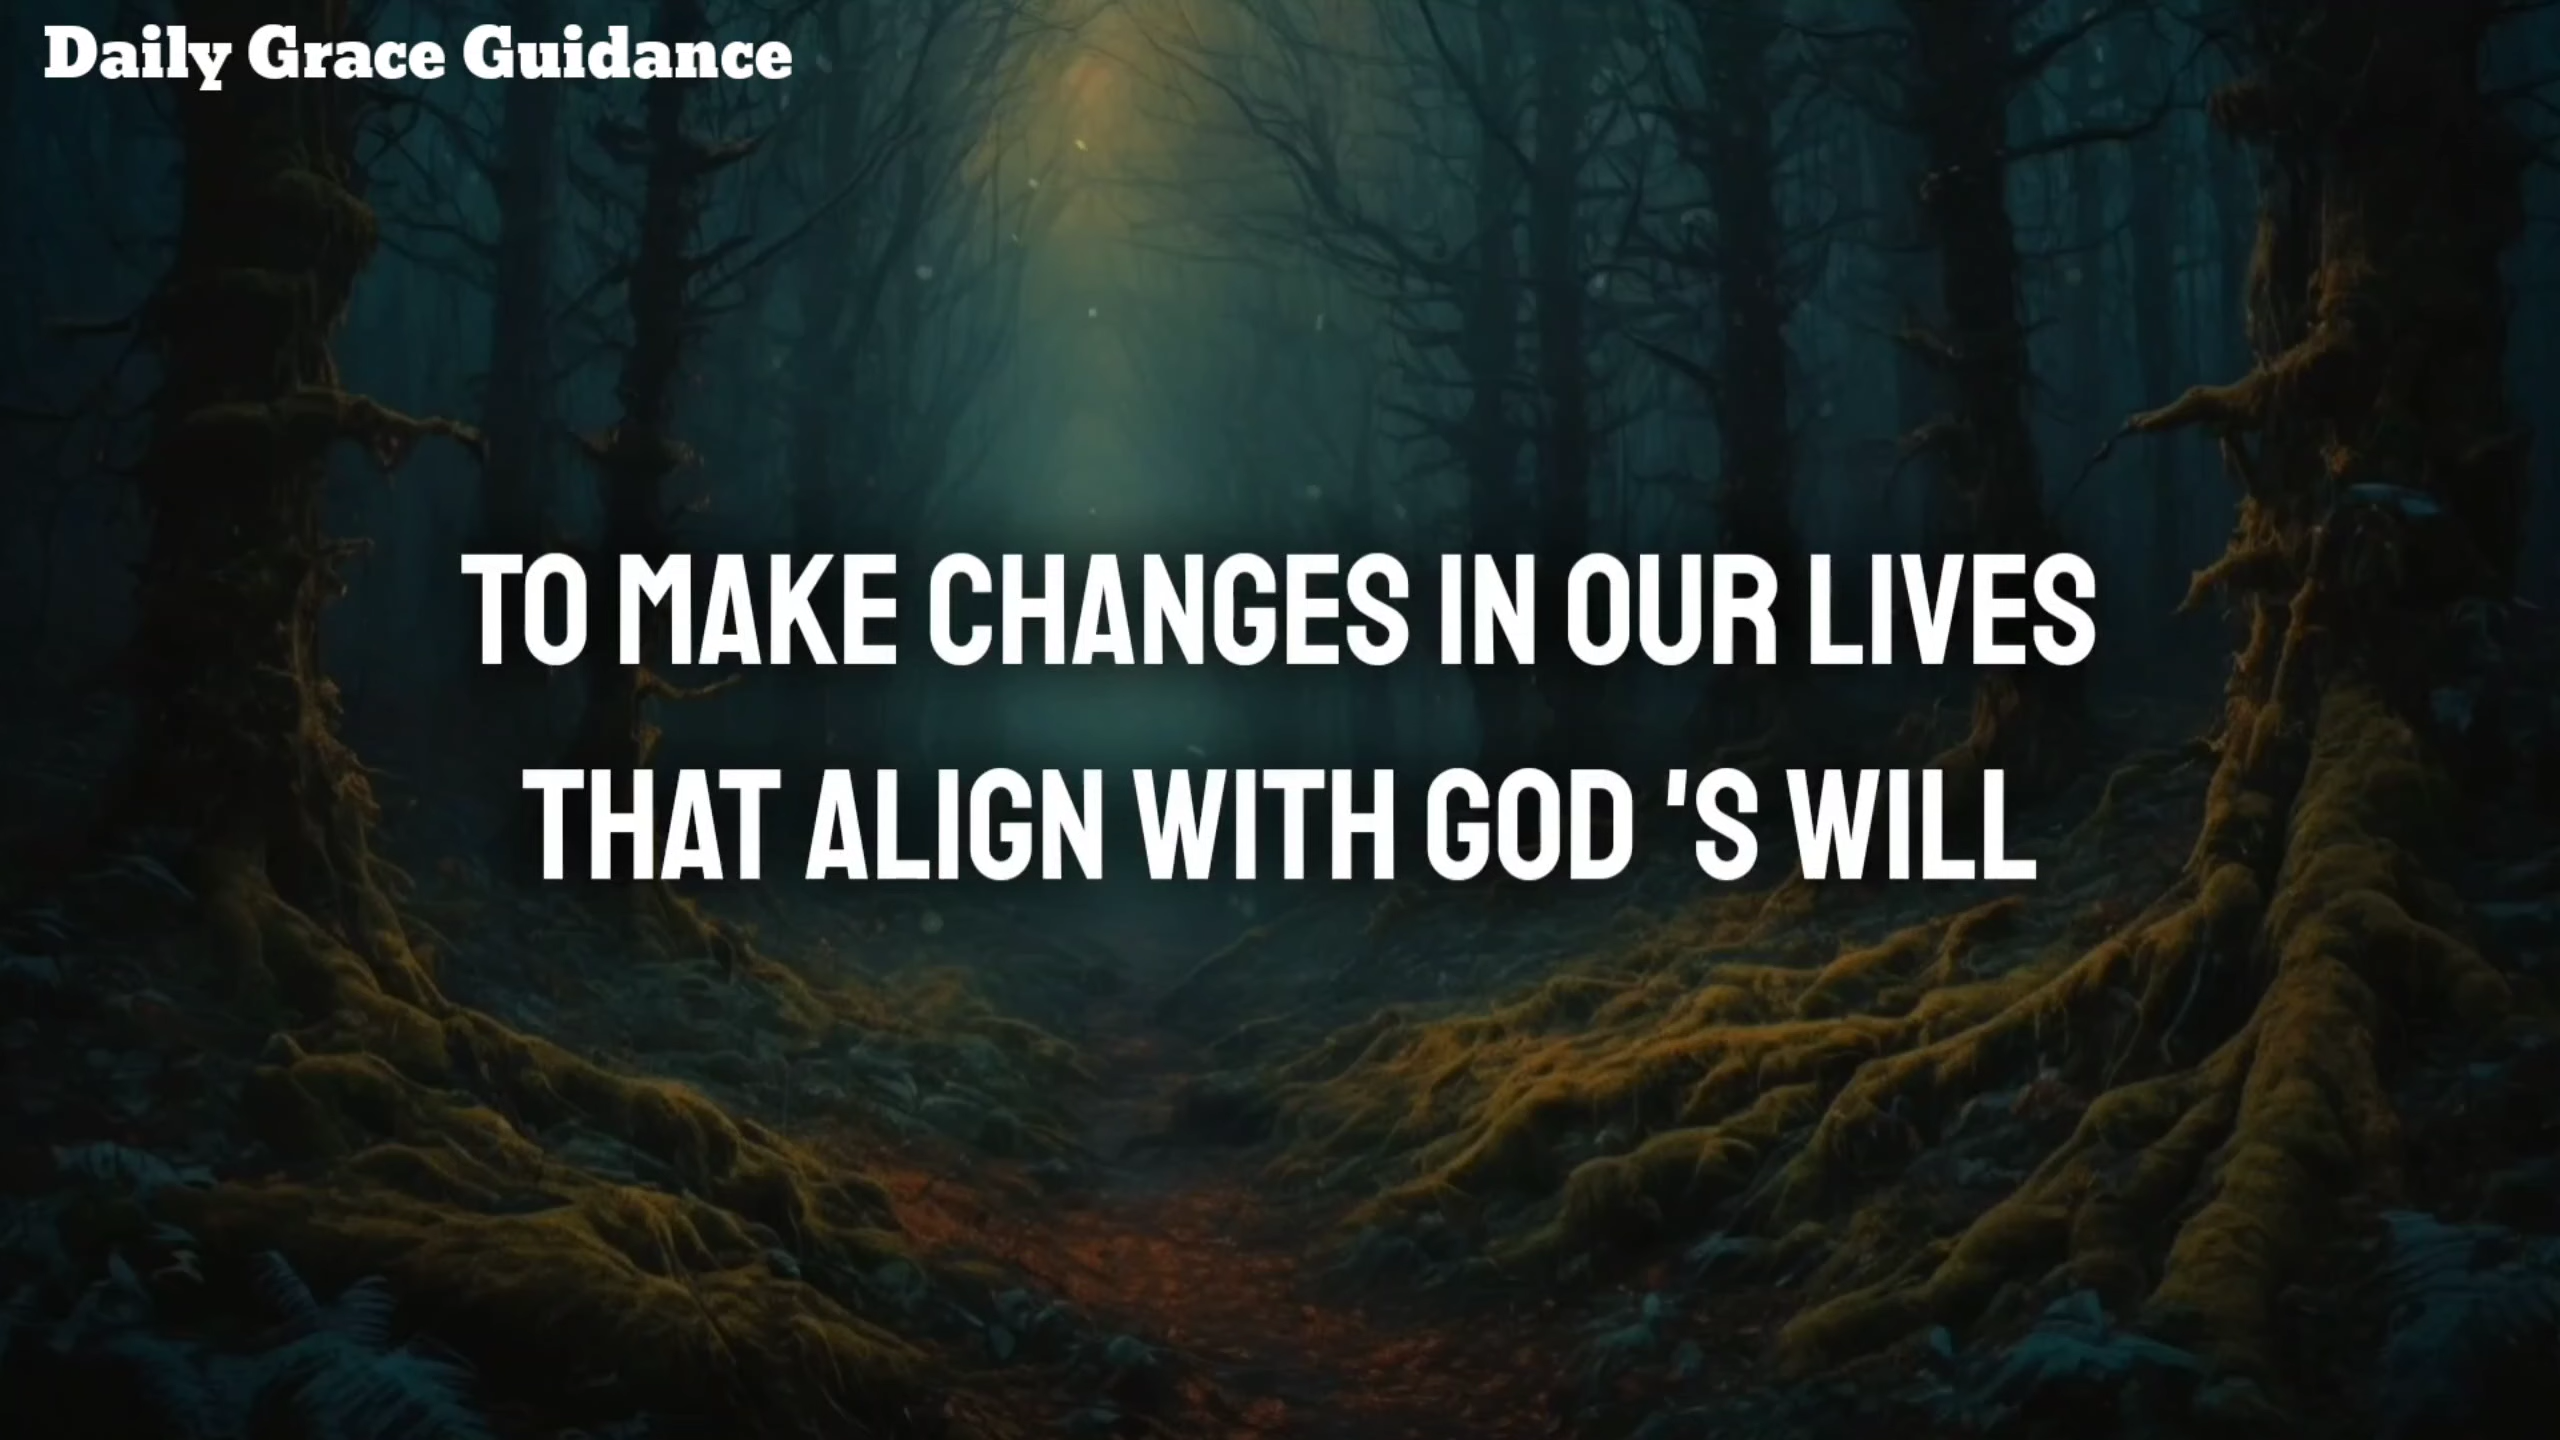 Daily Grace Guidance
TO MAKE CHANGES IN OUR LIVES
THAT ALIGN WITH GOD 'S WILL